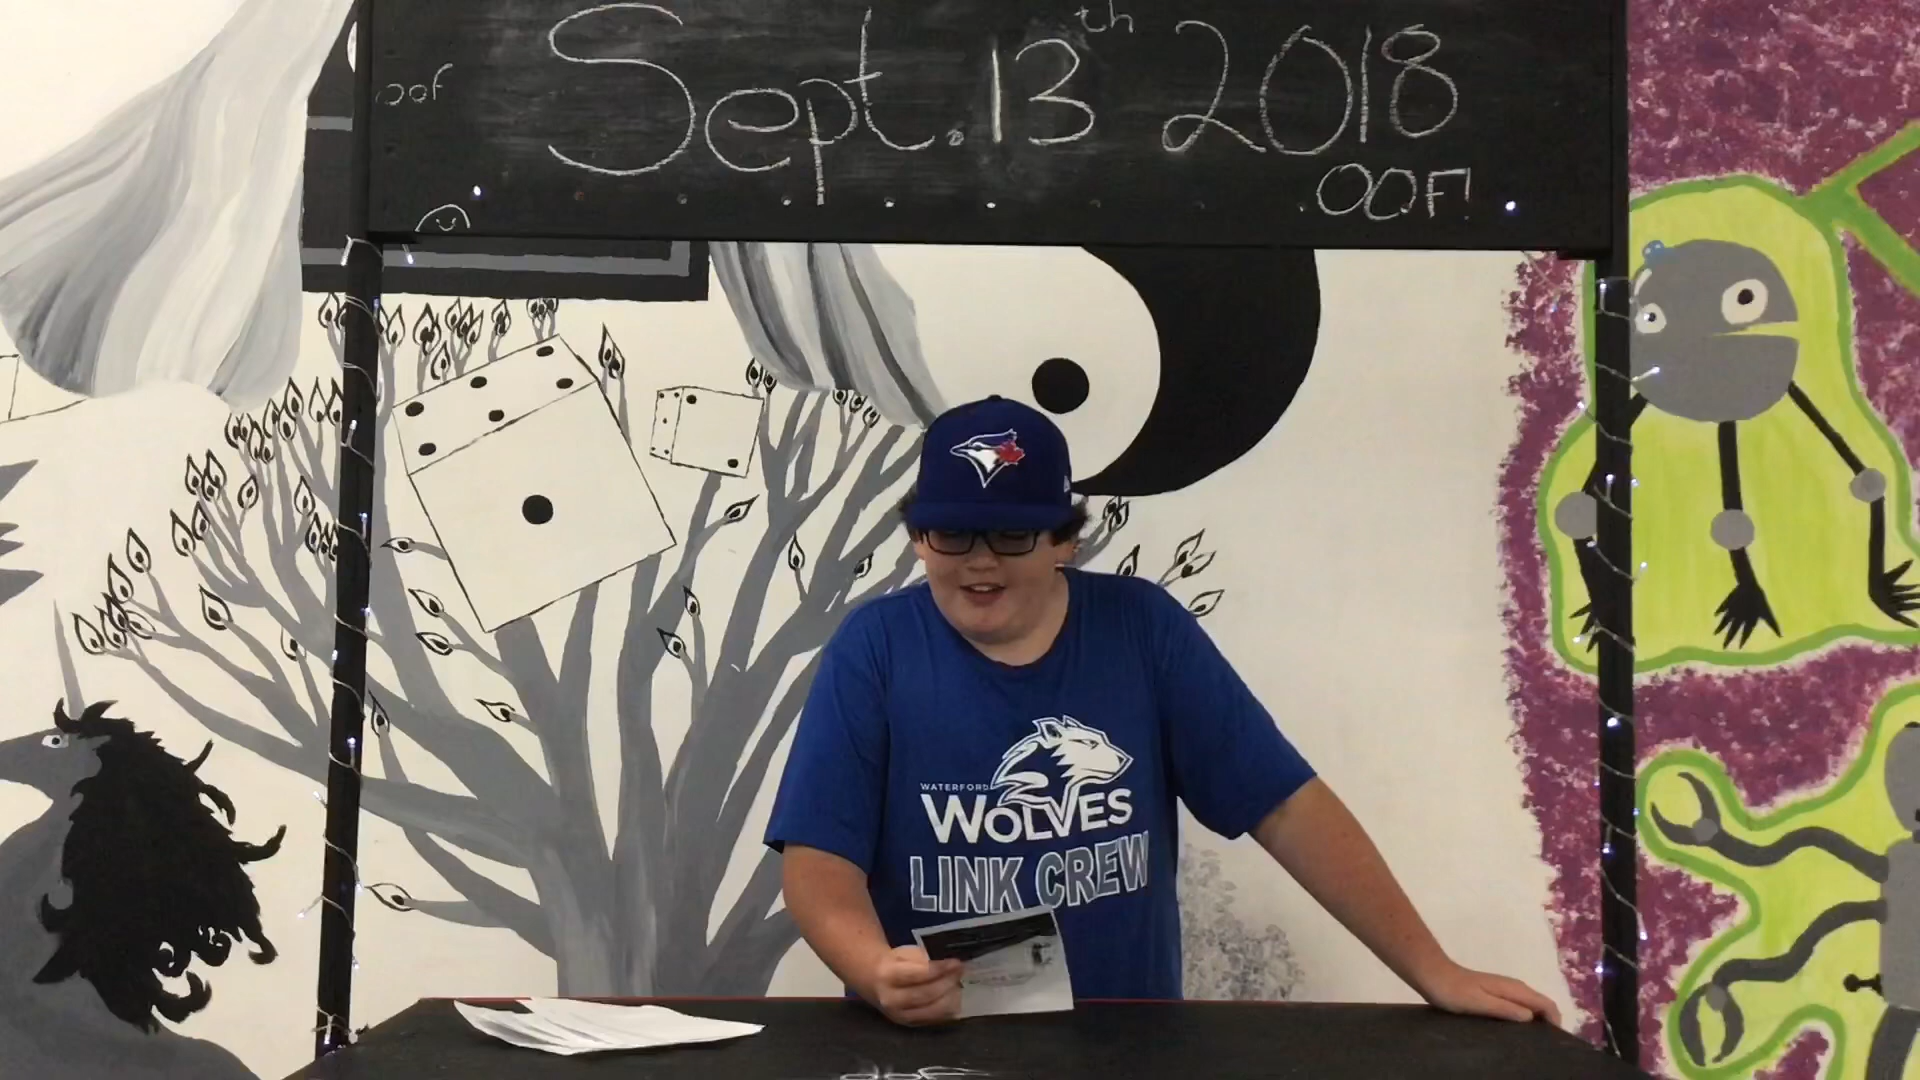 oof
Sept. 13th 2018
OOF!
WATERFORD
WOLVES
LINK CREW